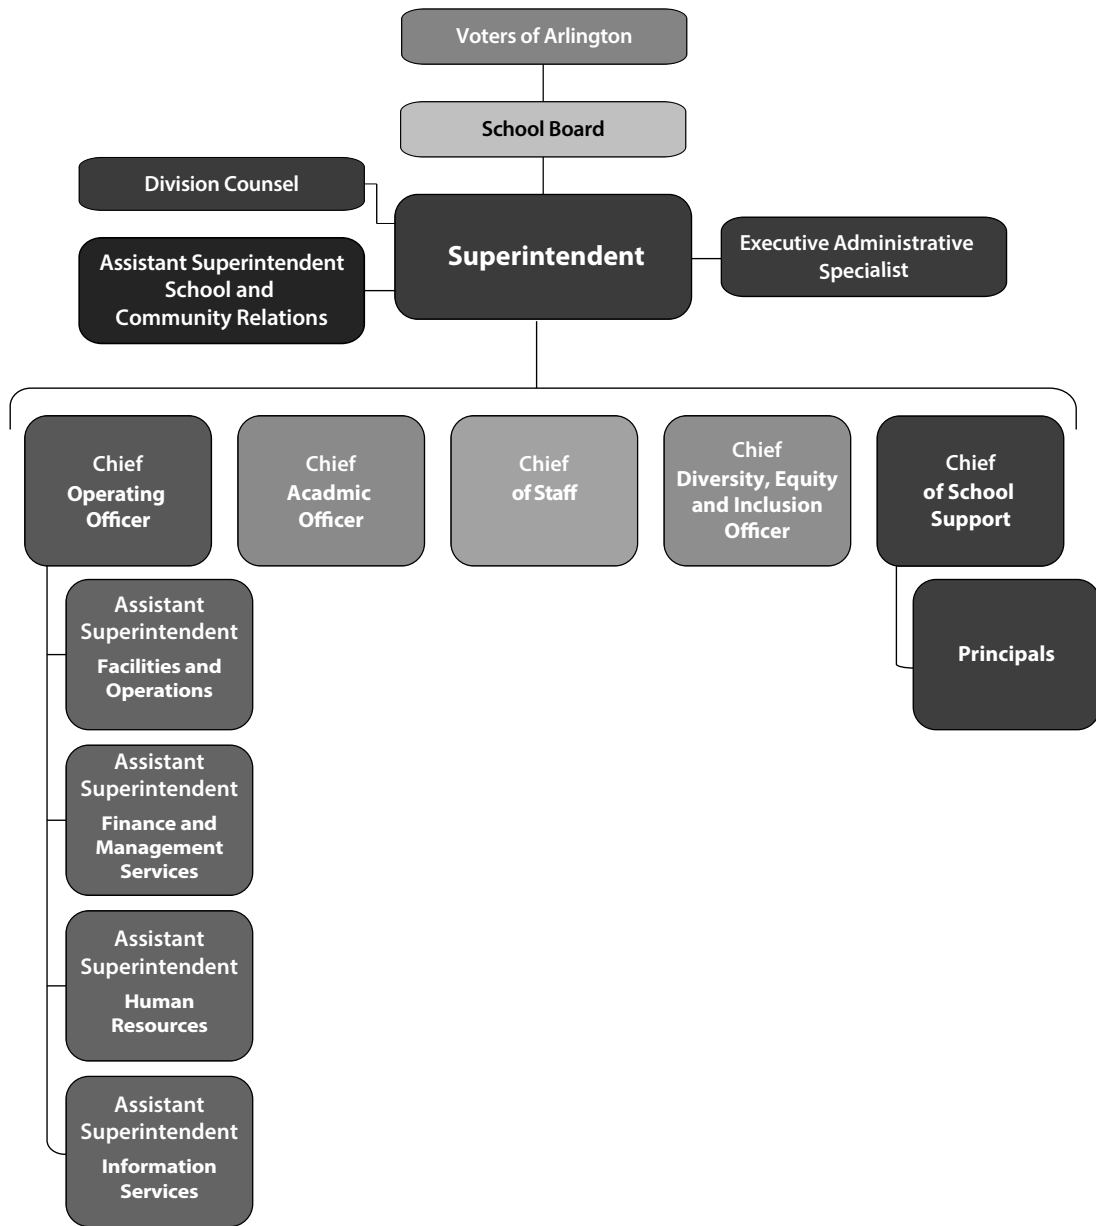 Voters of Arlington
School Board
Division Counsel
Superintendent
Executive Administrative
Specialist
Assistant Superintendent
School and
Community Relations
Chief
Operating
Officer
Chief
Acadmic
Officer
Chief
of Staff
Chief
Diversity, Equity
and Inclusion
Officer
Chief
of School
Support
Assistant
Superintendent
Facilities and
Operations
Principals
Assistant
Superintendent
Finance and
Management
Services
Assistant
Superintendent
Human
Resources
Assistant
Superintendent
Information
Services